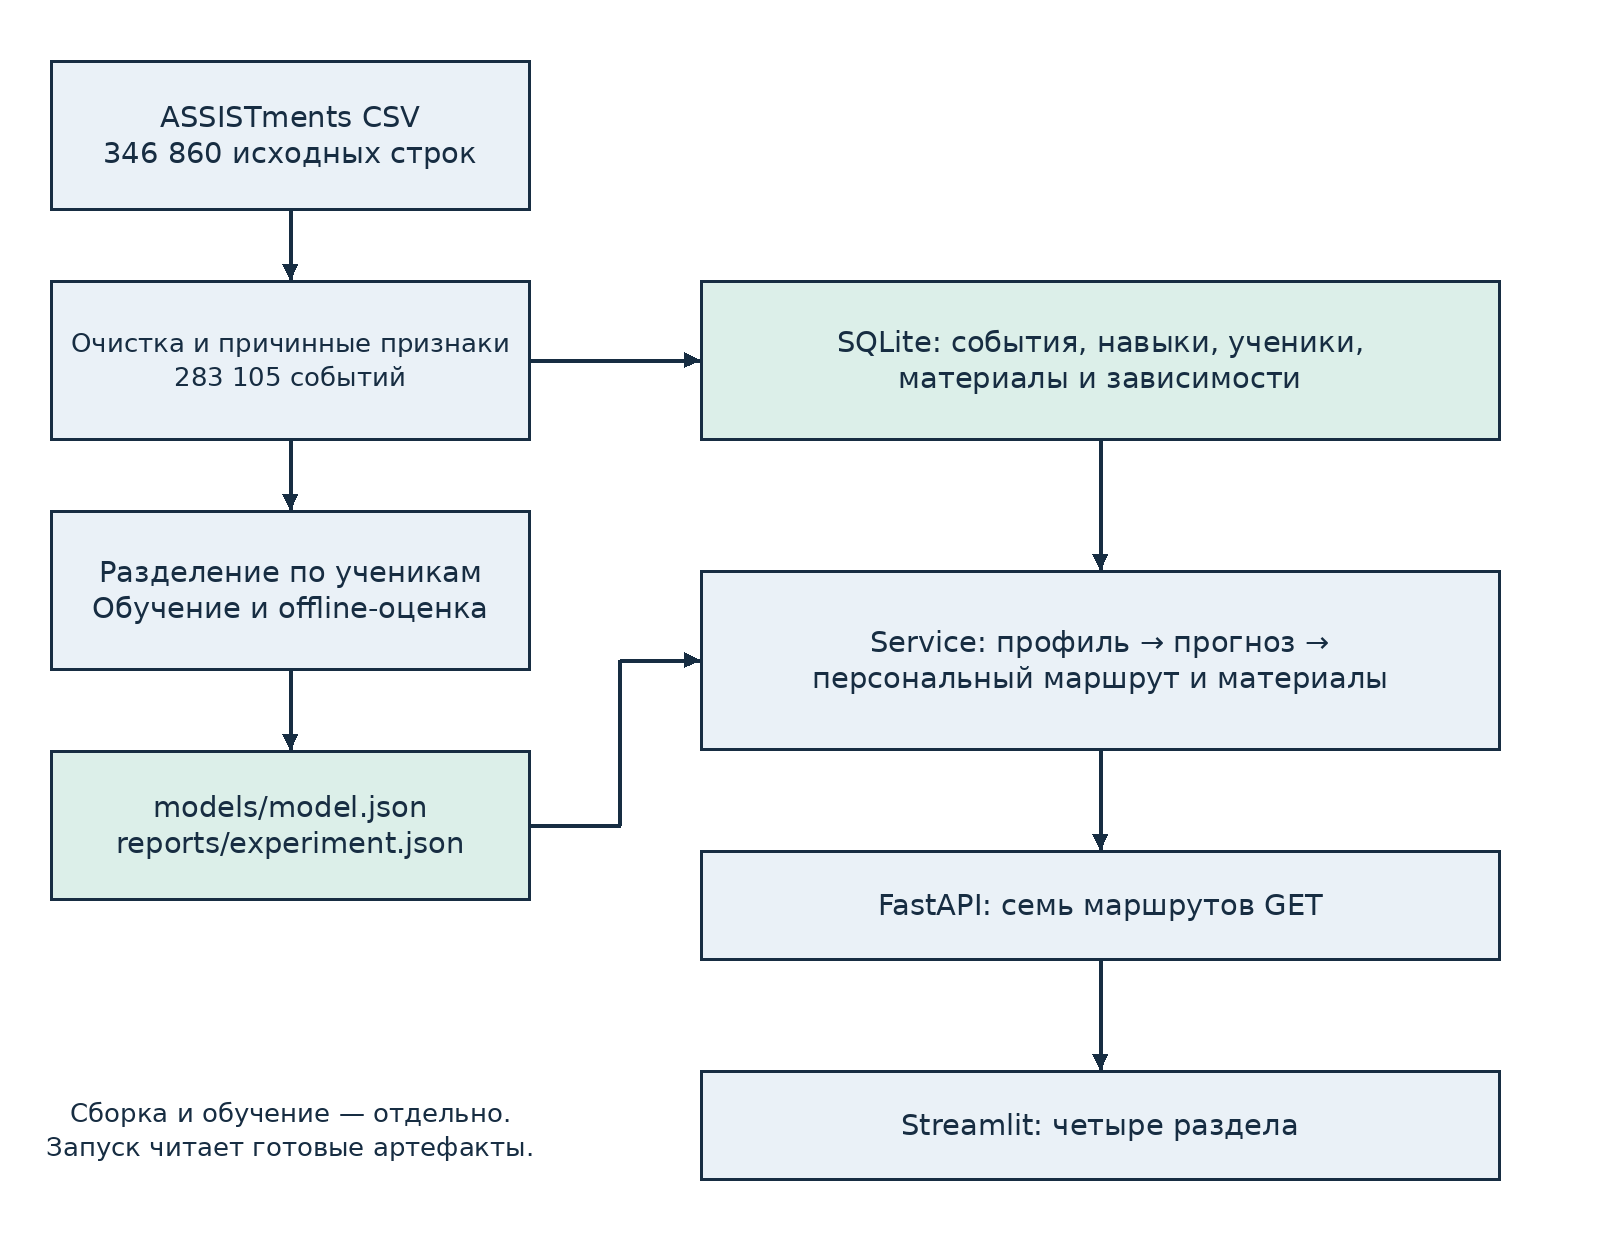 ASSISTments CSV
346 860 исходных строк
Очистка и причинные признаки
283 105 событий
SQLite: события, навыки, ученики,
материалы и зависимости
Разделение по ученикам
Обучение и offline-оценка
Service: профиль → прогноз →
персональный маршрут и материалы
models/model.json
reports/experiment.json
FastAPI: семь маршрутов GET
Streamlit: четыре раздела
Сборка и обучение — отдельно.
Запуск читает готовые артефакты.